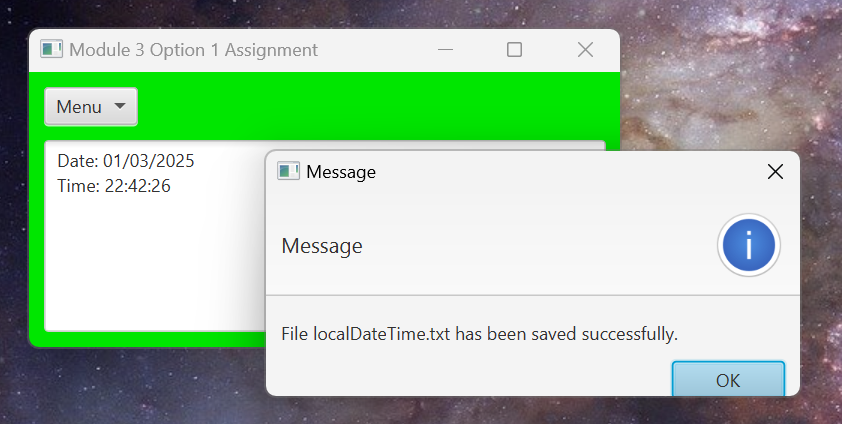 Module 3 Option 1 Assignment
Menu
Date: 01/03/2025
Time: 22:42:26
Message
Message
File localDateTime.txt has been saved successfully.
OK